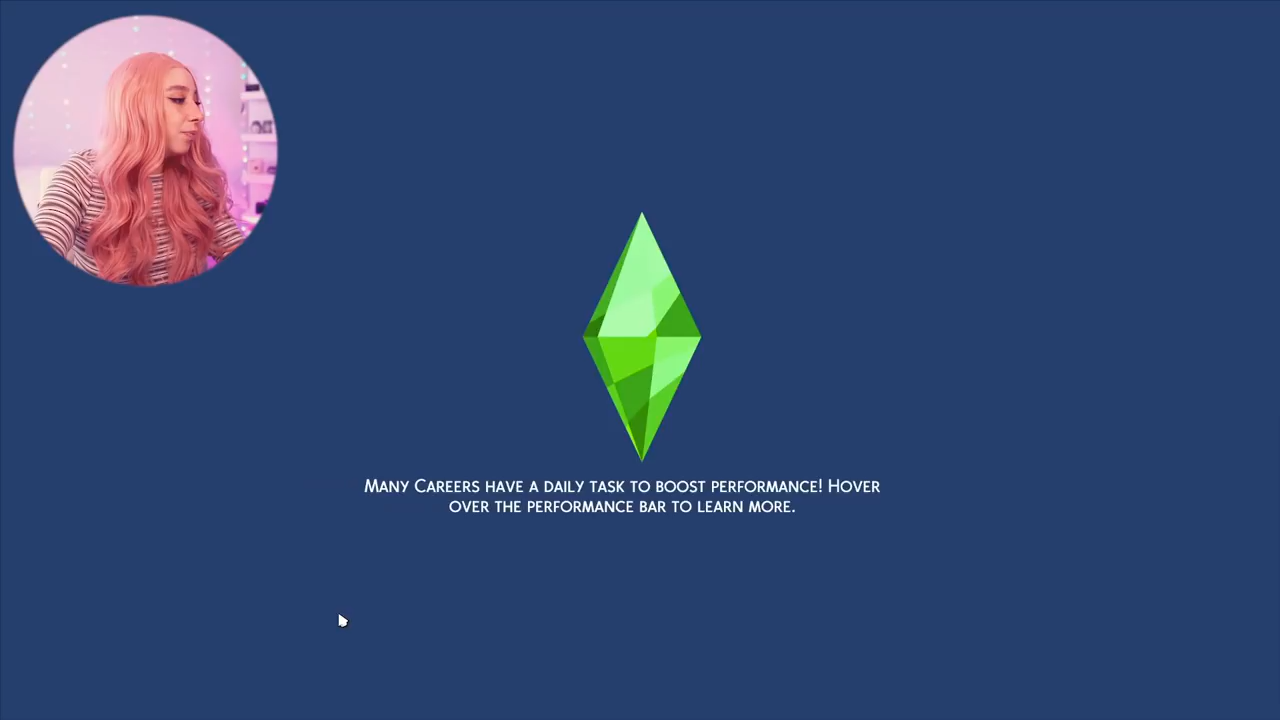 Many Careers have a daily task to boost performance! Hover
over the performance bar to learn more.